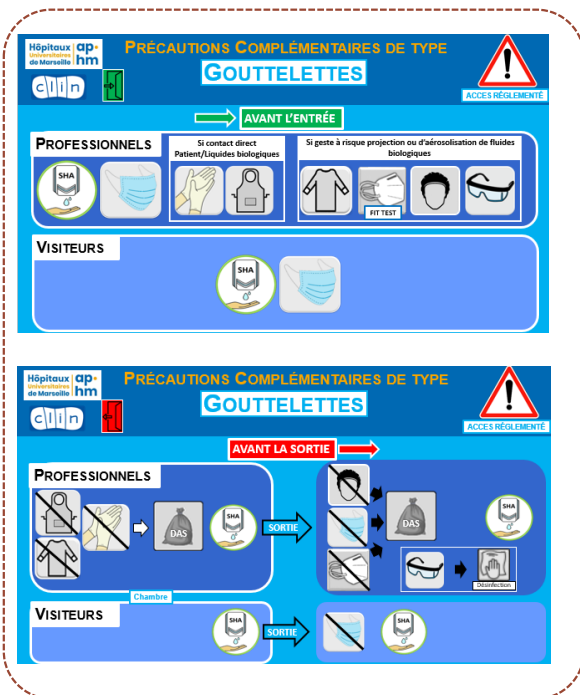 Hôpitaux
Universitaires
de Marseille
ap•
hm
clin
PRÉCAUTIONS COMPLÉMENTAIRES DE TYPE
GOUTTELETTES
ACCES RÉGLEMENTÉ
AVANT L'ENTRÉE
PROFESSIONNELS
SHA
Si contact direct
Patient/Liquides biologiques
Si geste à risque projection ou d'aérosolisation de fluides
biologiques
FIT TEST
VISITEURS
SHA
Hôpitaux
Universitaires
de Marseille
ap•
hm
clin
PRÉCAUTIONS COMPLÉMENTAIRES DE TYPE
GOUTTELETTES
ACCES RÉGLEMENTÉ
AVANT LA SORTIE
PROFESSIONNELS
DAS
SHA
SORTIE
DAS
SHA
Désinfection
Chambre
VISITEURS
SHA
SORTIE
SHA